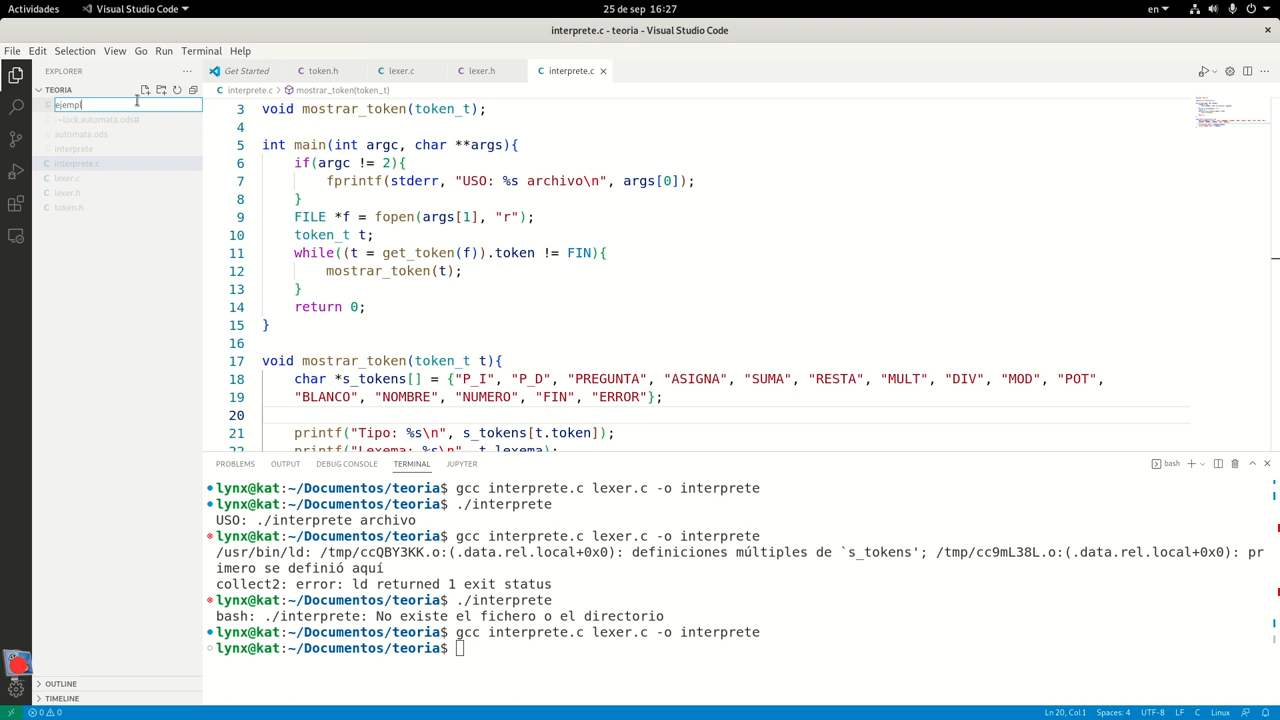 Actividades
Visual Studio Code
25 de sep 16:27
en
interprete.c - teoria - Visual Studio Code
File Edit Selection View Go Run Terminal Help
EXPLORER
Get Started
token.h
lexer.c
lexer.h
interprete.c
TEORIA
interprete.c > mostrar_token(token_t)
ejempl
.~lock.automata.ods#
automata.ods
interprete
interprete.c
lexer.c
lexer.h
token.h
3 void mostrar_token(token_t);
4
5 int main(int argc, char **args){
6 if(argc != 2){
7 fprintf(stderr, "USO: %s archivo\n", args[0]);
8 }
9 FILE *f = fopen(args[1], "r");
10 token_t t;
11 while((t = get_token(f)).token != FIN){
12 mostrar_token(t);
13 }
14 return 0;
15 }
16
17 void mostrar_token(token_t t){
18 char *s_tokens[] = {"P_I", "P_D", "PREGUNTA", "ASIGNA", "SUMA", "RESTA", "MULT", "DIV", "MOD", "POT",
19 "BLANCO", "NOMBRE", "NUMERO", "FIN", "ERROR"};
20
21 printf("Tipo: %s\n", s_tokens[t.token]);
22 printf("Lexema: %s\n", t.lexema);
PROBLEMS OUTPUT DEBUG CONSOLE TERMINAL JUPYTER
bash
lynx@kat:~/Documentos/teoria$ gcc interprete.c lexer.c -o interprete
lynx@kat:~/Documentos/teoria$ ./interprete
USO: ./interprete archivo
lynx@kat:~/Documentos/teoria$ gcc interprete.c lexer.c -o interprete
/usr/bin/ld: /tmp/ccQBY3KK.o:(.data.rel.local+0x0): definiciones múltiples de `s_tokens'; /tmp/cc9mL38L.o:(.data.rel.local+0x0): pr
imero se definió aquí
collect2: error: ld returned 1 exit status
lynx@kat:~/Documentos/teoria$ ./interprete
bash: ./interprete: No existe el fichero o el directorio
lynx@kat:~/Documentos/teoria$ gcc interprete.c lexer.c -o interprete
lynx@kat:~/Documentos/teoria$
OUTLINE
TIMELINE
0 0
Ln 20, Col 1 Spaces: 4 UTF-8 LF C Linux